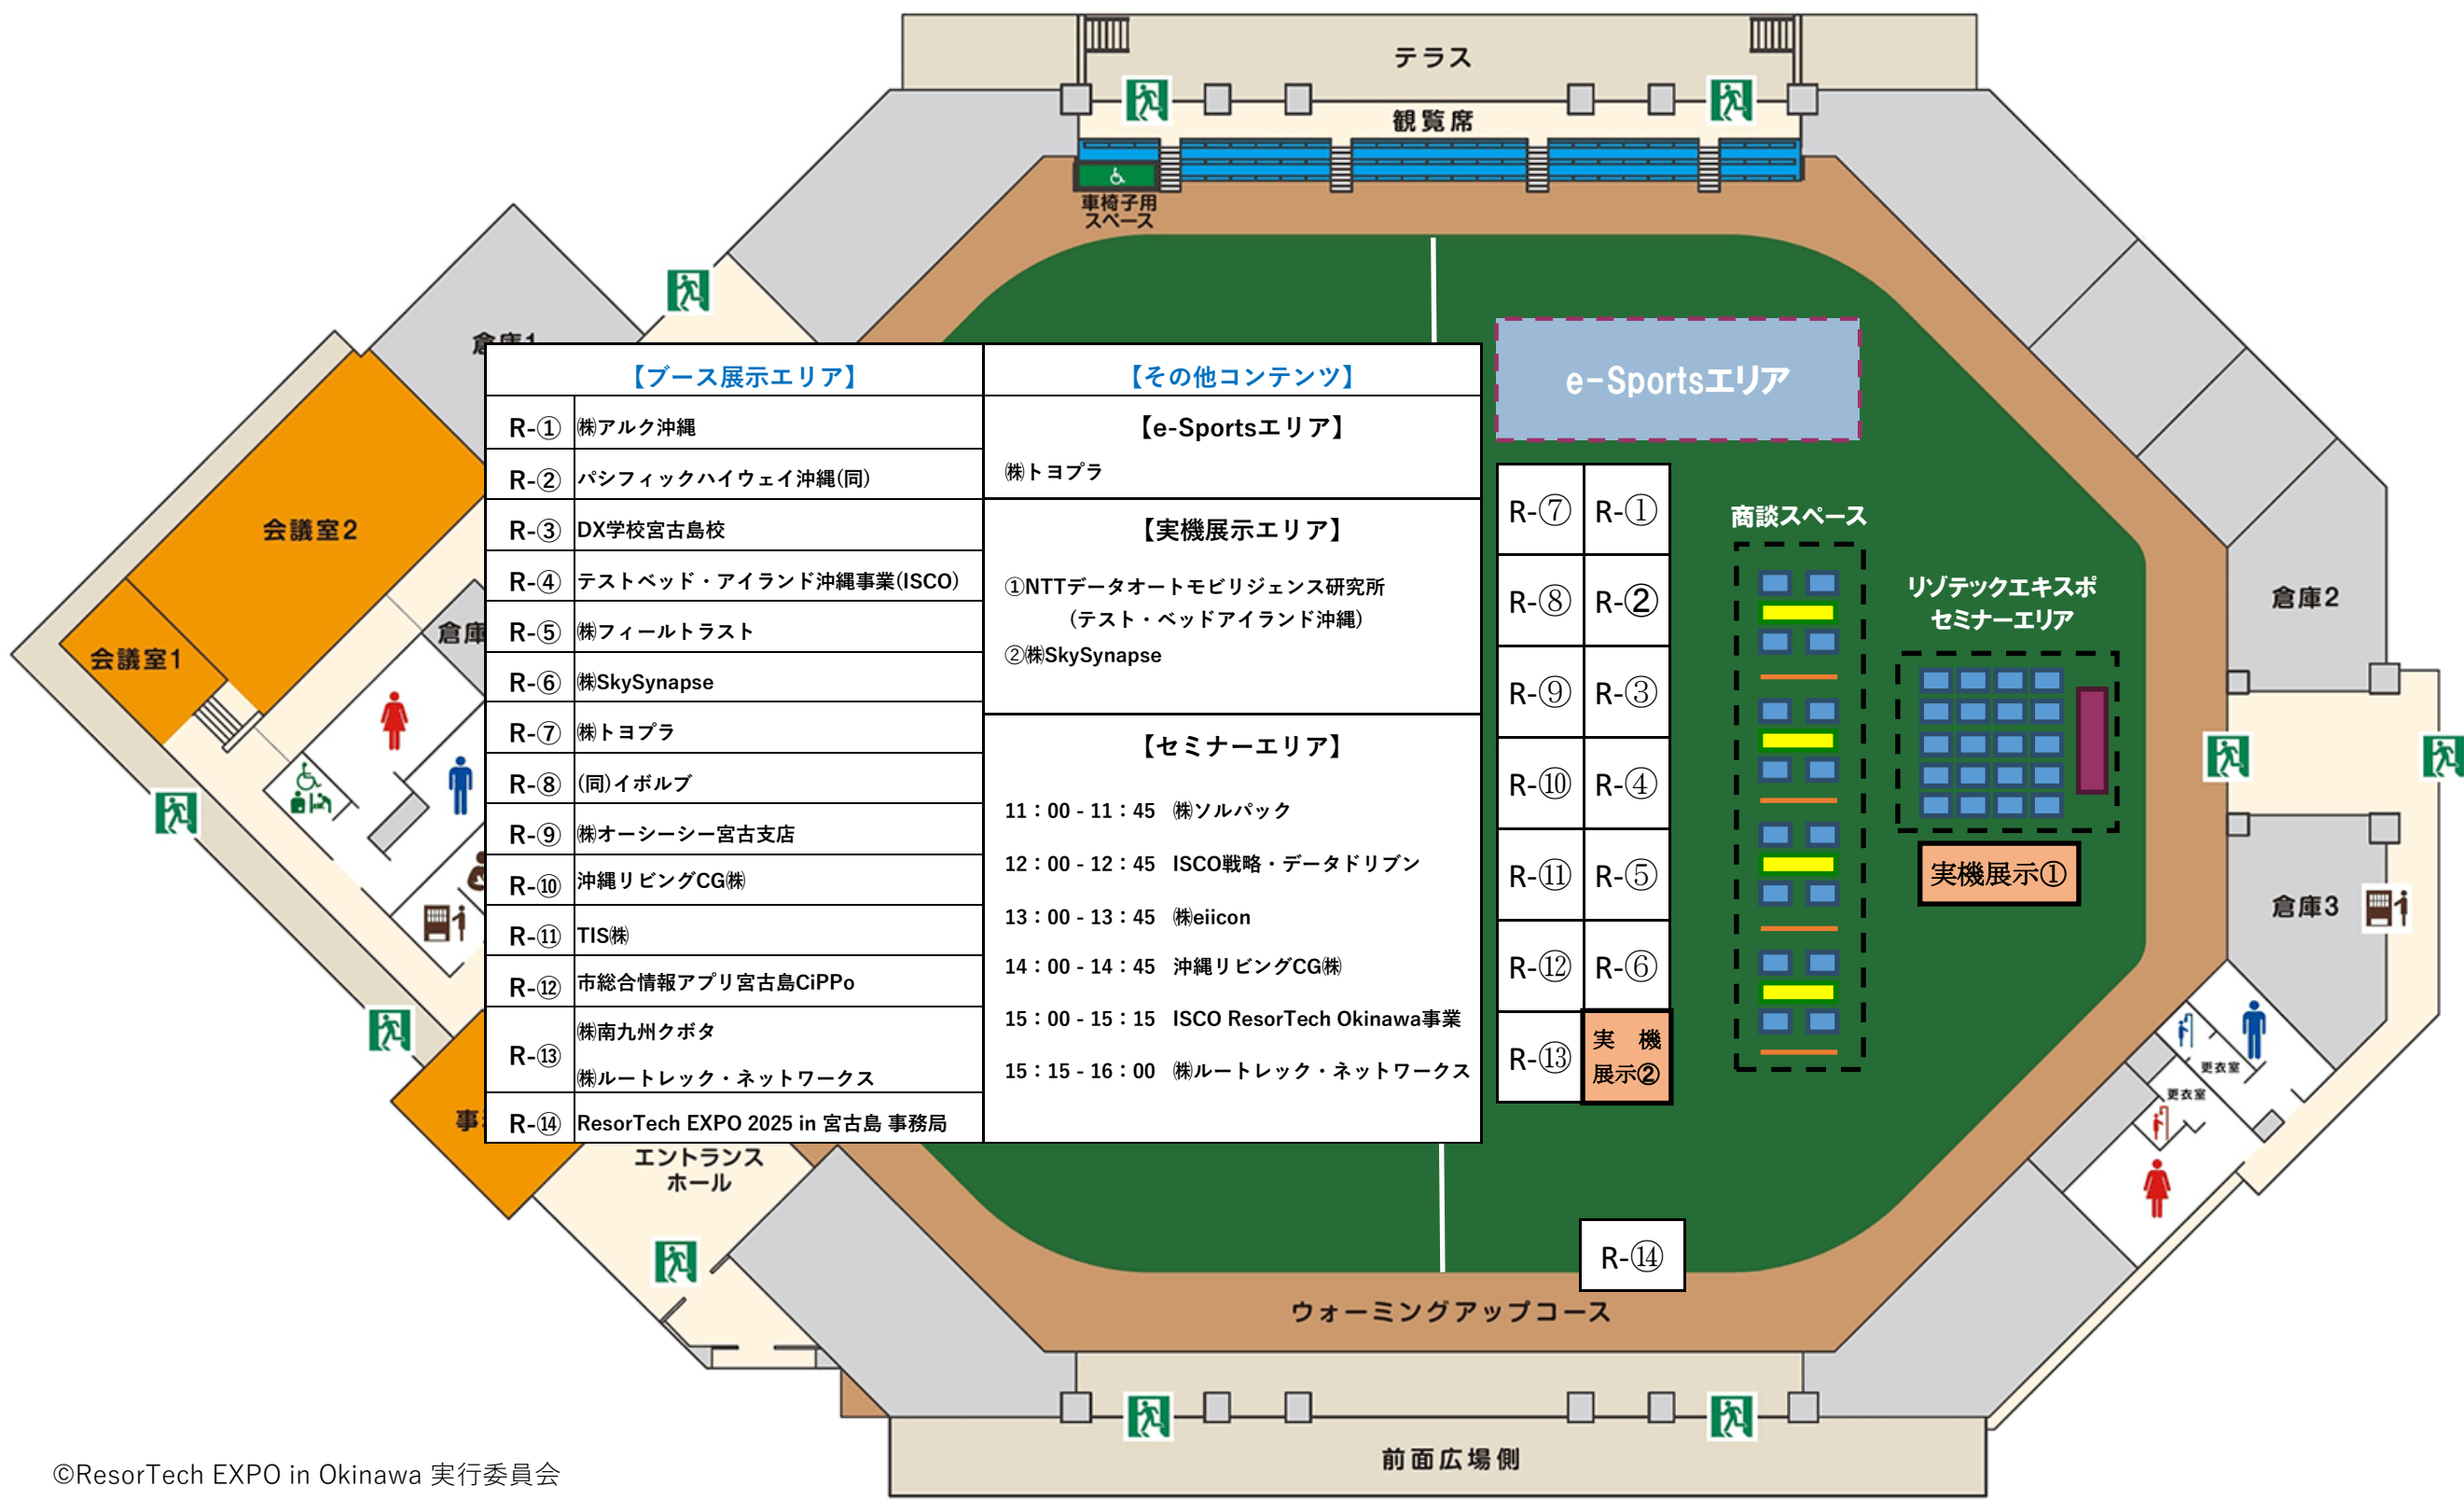 テラス
観覧席
車椅子用
スペース
倉庫1
会議室2
会議室1
倉庫
【ブース展示エリア】
R-① ㈱アルク沖縄
R-② パシフィックハイウェイ沖縄(同)
R-③ DX学校宮古島校
R-④ テストベッド・アイランド沖縄事業(ISCO)
R-⑤ ㈱フィールトラスト
R-⑥ ㈱SkySynapse
R-⑦ ㈱トヨプラ
R-⑧ (同)イボルブ
R-⑨ ㈱オーシーシー宮古支店
R-⑩ 沖縄リビングCG㈱
R-⑪ TIS㈱
R-⑫ 市総合情報アプリ宮古島CiPPo
R-⑬ ㈱南九州クボタ
㈱ルートレック・ネットワークス
R-⑭ ResorTech EXPO 2025 in 宮古島 事務局
【その他コンテンツ】
【e-Sportsエリア】
㈱トヨプラ
【実機展示エリア】
①NTTデータオートモビリジェンス研究所
(テスト・ベッドアイランド沖縄)
②㈱SkySynapse
【セミナーエリア】
11：00 - 11：45 ㈱ソルパック
12：00 - 12：45 ISCO戦略・データドリブン
13：00 - 13：45 ㈱eiicon
14：00 - 14：45 沖縄リビングCG㈱
15：00 - 15：15 ISCO ResorTech Okinawa事業
15：15 - 16：00 ㈱ルートレック・ネットワークス
e-Sportsエリア
R-⑦ R-①
R-⑧ R-②
R-⑨ R-③
R-⑩ R-④
R-⑪ R-⑤
R-⑫ R-⑥
R-⑬ 実 機
展示②
R-⑭
商談スペース
リゾテックエキスポ
セミナーエリア
実機展示①
倉庫2
倉庫3
更衣室
更衣室
事
エントランス
ホール
ウォーミングアップコース
前面広場側
©ResorTech EXPO in Okinawa 実行委員会